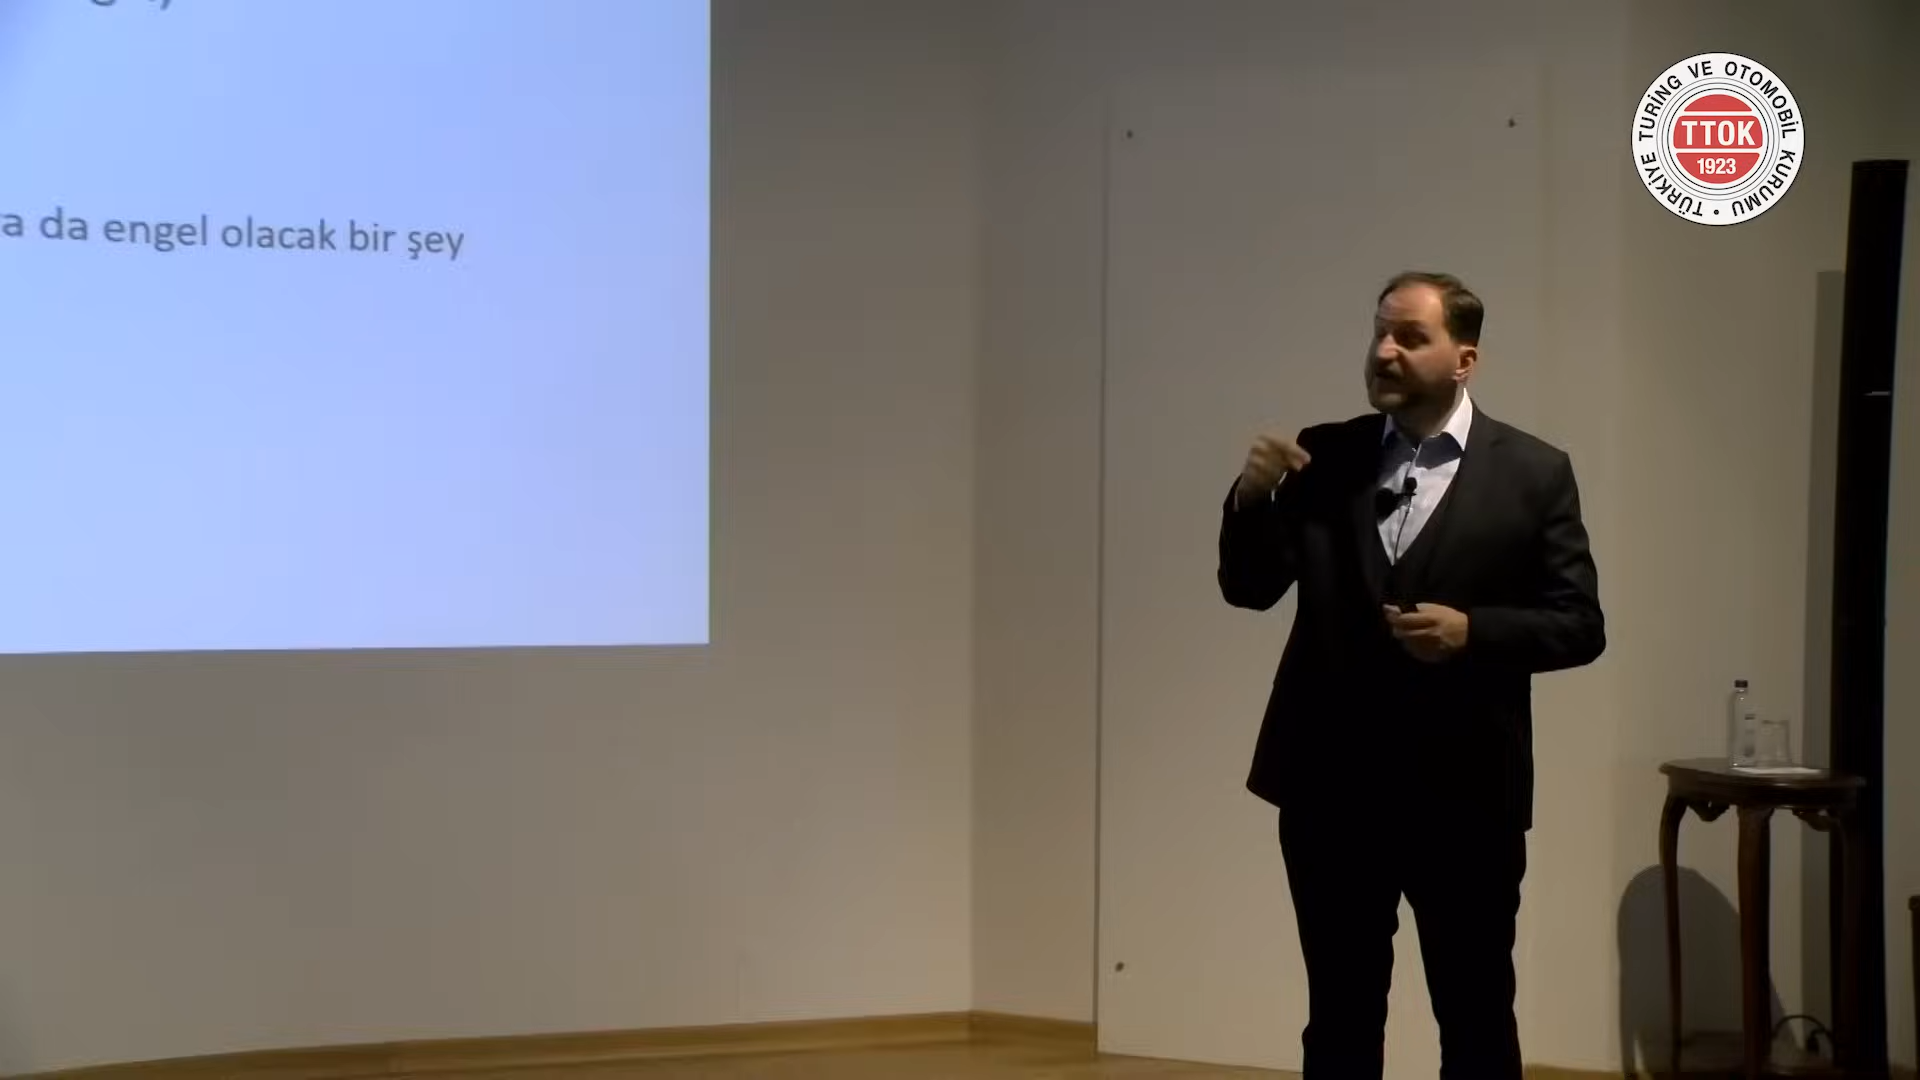 da engel olacak bir şey
TÜRKİYE TURİNG VE OTOMOBİL KURUMU •
TTOK
1923